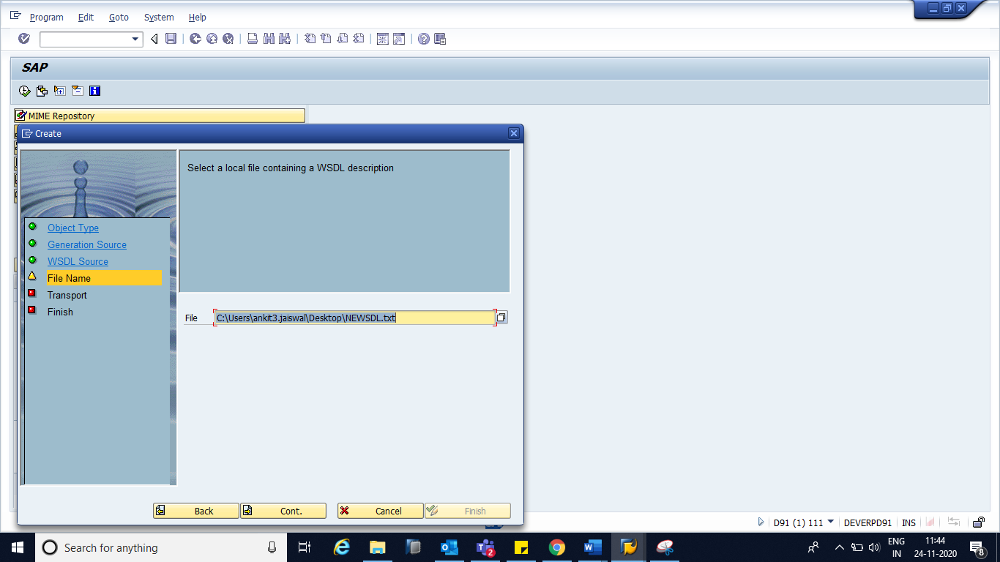 Program Edit Goto System Help
SAP
MIME Repository
Create
Select a local file containing a WSDL description
Object Type
Generation Source
WSDL Source
File Name
Transport
Finish
File C:\Users\ankit3.jaiswal\Desktop\NEWSDL.txt
Back Cont. Cancel Finish
D91 (1) 111 DEVERPD91 INS
Search for anything
2
ENG
IN
11:44
24-11-2020
8